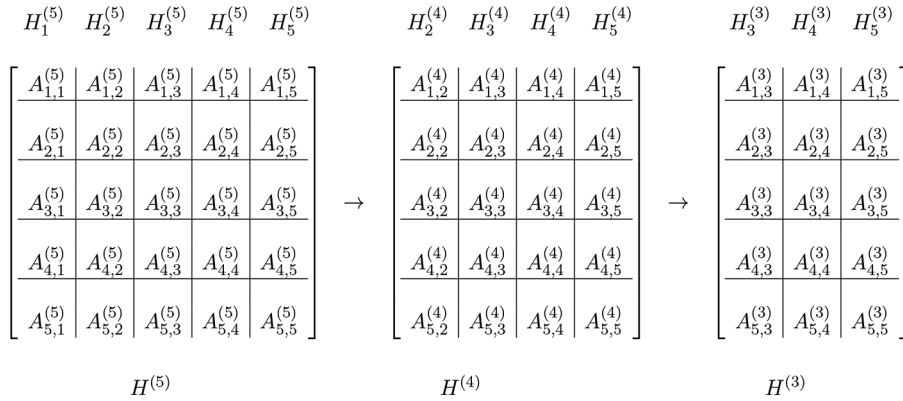 H_1^{(5)} H_2^{(5)} H_3^{(5)} H_4^{(5)} H_5^{(5)} H_2^{(4)} H_3^{(4)} H_4^{(4)} H_5^{(4)} H_3^{(3)} H_4^{(3)} H_5^{(3)}
A_{1,1}^{(5)} A_{1,2}^{(5)} A_{1,3}^{(5)} A_{1,4}^{(5)} A_{1,5}^{(5)} A_{1,2}^{(4)} A_{1,3}^{(4)} A_{1,4}^{(4)} A_{1,5}^{(4)} A_{1,3}^{(3)} A_{1,4}^{(3)} A_{1,5}^{(3)}
A_{2,1}^{(5)} A_{2,2}^{(5)} A_{2,3}^{(5)} A_{2,4}^{(5)} A_{2,5}^{(5)} A_{2,2}^{(4)} A_{2,3}^{(4)} A_{2,4}^{(4)} A_{2,5}^{(4)} A_{2,3}^{(3)} A_{2,4}^{(3)} A_{2,5}^{(3)}
A_{3,1}^{(5)} A_{3,2}^{(5)} A_{3,3}^{(5)} A_{3,4}^{(5)} A_{3,5}^{(5)} → A_{3,2}^{(4)} A_{3,3}^{(4)} A_{3,4}^{(4)} A_{3,5}^{(4)} → A_{3,3}^{(3)} A_{3,4}^{(3)} A_{3,5}^{(3)}
A_{4,1}^{(5)} A_{4,2}^{(5)} A_{4,3}^{(5)} A_{4,4}^{(5)} A_{4,5}^{(5)} A_{4,2}^{(4)} A_{4,3}^{(4)} A_{4,4}^{(4)} A_{4,5}^{(4)} A_{4,3}^{(3)} A_{4,4}^{(3)} A_{4,5}^{(3)}
A_{5,1}^{(5)} A_{5,2}^{(5)} A_{5,3}^{(5)} A_{5,4}^{(5)} A_{5,5}^{(5)} A_{5,2}^{(4)} A_{5,3}^{(4)} A_{5,4}^{(4)} A_{5,5}^{(4)} A_{5,3}^{(3)} A_{5,4}^{(3)} A_{5,5}^{(3)}
H^{(5)} H^{(4)} H^{(3)}